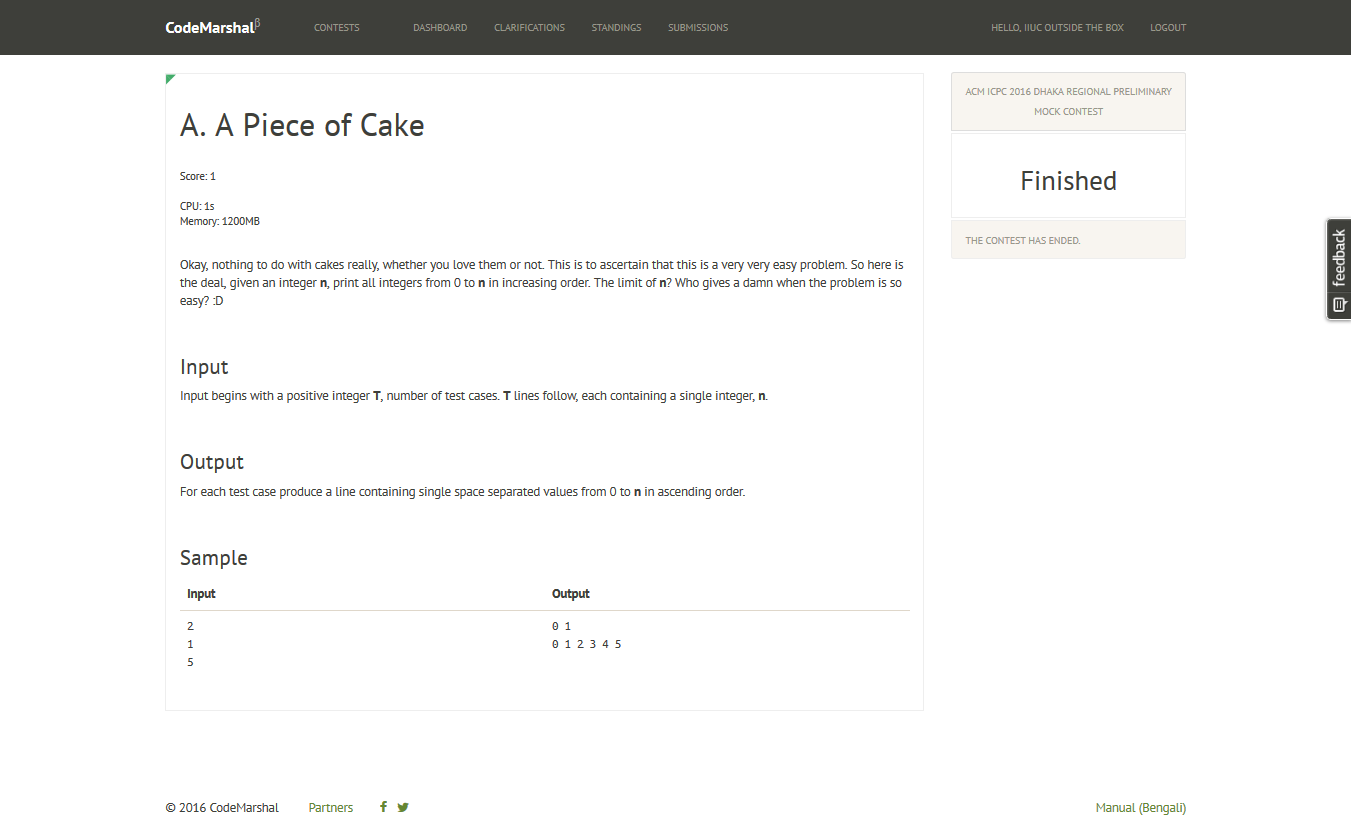 CodeMarshalβ CONTESTS DASHBOARD CLARIFICATIONS STANDINGS SUBMISSIONS HELLO, IIUC OUTSIDE THE BOX LOGOUT
A. A Piece of Cake
Score: 1
CPU: 1s
Memory: 1200MB
Okay, nothing to do with cakes really, whether you love them or not. This is to ascertain that this is a very very easy problem. So here is
the deal, given an integer n, print all integers from 0 to n in increasing order. The limit of n? Who gives a damn when the problem is so
easy? :D
Input
Input begins with a positive integer T, number of test cases. T lines follow, each containing a single integer, n.
Output
For each test case produce a line containing single space separated values from 0 to n in ascending order.
Sample
Input Output
2 0 1
1 0 1 2 3 4 5
5
ACM ICPC 2016 DHAKA REGIONAL PRELIMINARY
MOCK CONTEST
Finished
THE CONTEST HAS ENDED.
feedback
© 2016 CodeMarshal Partners Manual (Bengali)